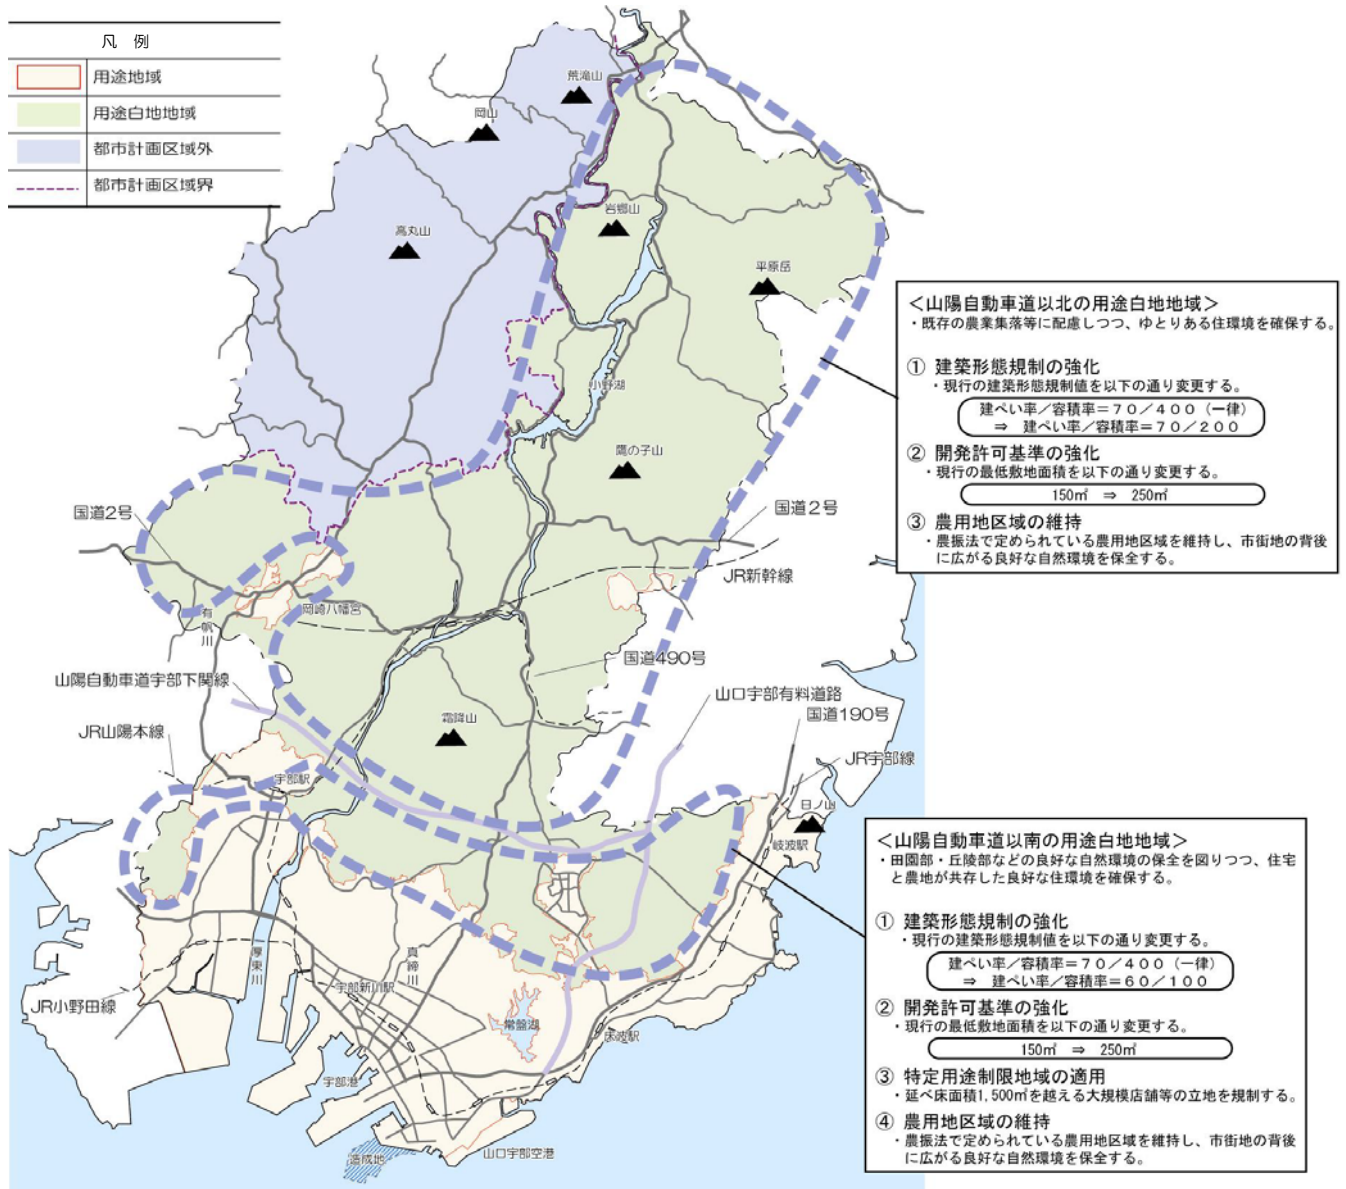 凡 例
用途地域
用途白地地域
都市計画区域外
都市計画区域界
荒滝山
岡山
高丸山
岩郷山
平原岳
小野湖
鷹の子山
国道2号
国道2号
JR新幹線
有帆川
岡崎八幡宮
国道490号
山陽自動車道宇部下関線
山口宇部有料道路
霜降山
国道190号
JR山陽本線
JR宇部線
宇部駅
日ノ山
岐波駅
厚東川
真締川
宇部新川駅
JR小野田線
常盤湖
床波駅
宇部港
造成地
山口宇部空港
<山陽自動車道以北の用途白地地域>
・既存の農業集落等に配慮しつつ、ゆとりある住環境を確保する。
① 建築形態規制の強化
・現行の建築形態規制値を以下の通り変更する。
建ぺい率／容積率＝７０／４００（一律）
⇒ 建ぺい率／容積率＝７０／２００
② 開発許可基準の強化
・現行の最低敷地面積を以下の通り変更する。
150㎡ ⇒ 250㎡
③ 農用地区域の維持
・農振法で定められている農用地区域を維持し、市街地の背後
に広がる良好な自然環境を保全する。
<山陽自動車道以南の用途白地地域>
・田園部・丘陵部などの良好な自然環境の保全を図りつつ、住宅
と農地が共存した良好な住環境を確保する。
① 建築形態規制の強化
・現行の建築形態規制値を以下の通り変更する。
建ぺい率／容積率＝７０／４００（一律）
⇒ 建ぺい率／容積率＝６０／１００
② 開発許可基準の強化
・現行の最低敷地面積を以下の通り変更する。
150㎡ ⇒ 250㎡
③ 特定用途制限地域の適用
・延べ床面積1,500㎡を越える大規模店舗等の立地を規制する。
④ 農用地区域の維持
・農振法で定められている農用地区域を維持し、市街地の背後
に広がる良好な自然環境を保全する。